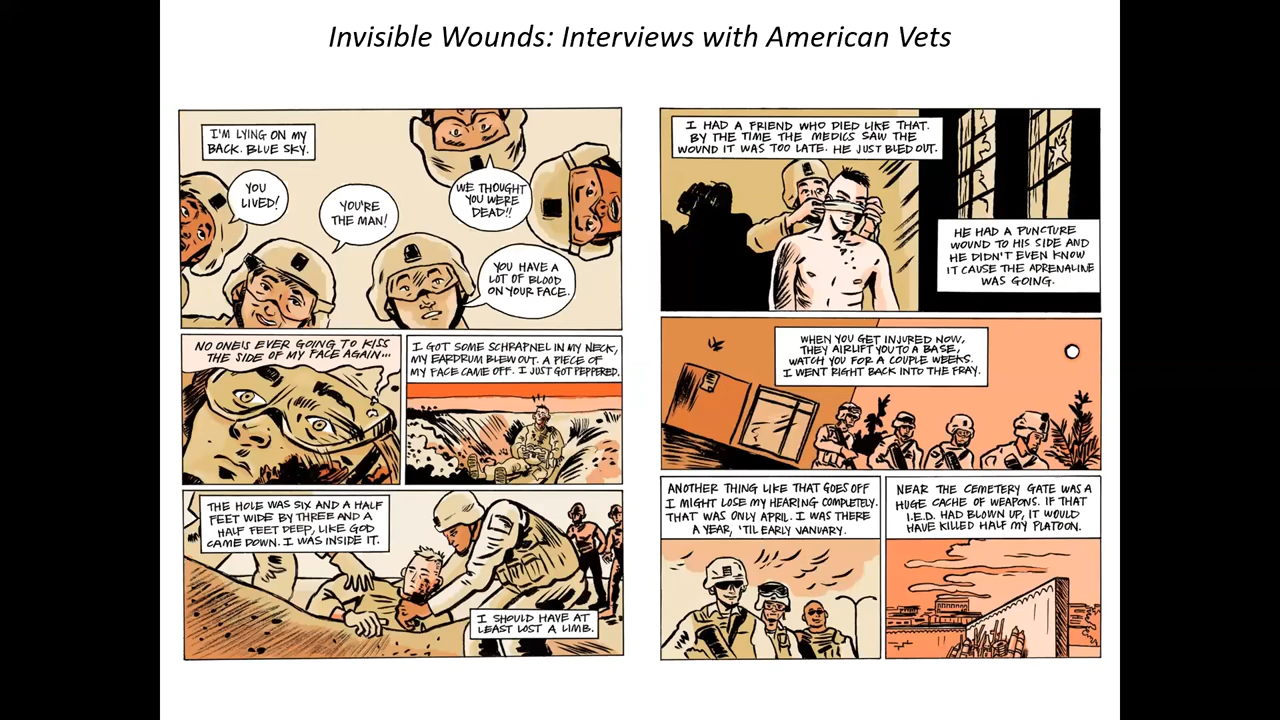 Invisible Wounds: Interviews with American Vets
I'M LYING ON MY
BACK. BLUE SKY.
YOU
LIVED!
YOU'RE
THE MAN!
WE THOUGHT
YOU WERE
DEAD!!
YOU HAVE A
LOT OF BLOOD
ON YOUR FACE.
NO ONE IS EVER GOING TO KISS
THE SIDE OF MY FACE AGAIN...
I GOT SOME SCHRAPNEL IN MY NECK,
MY EARDRUM BLEW OUT. A PIECE OF
MY FACE CAME OFF. I JUST GOT PEPPERED.
THE HOLE WAS SIX AND A HALF
FEET WIDE BY THREE AND A
HALF FEET DEEP, LIKE GOD
CAME DOWN. I WAS INSIDE IT.
I SHOULD HAVE AT
LEAST LOST A LIMB.
I HAD A FRIEND WHO DIED LIKE THAT.
BY THE TIME THE MEDICS SAW THE
WOUND IT WAS TOO LATE. HE JUST BLED OUT.
HE HAD A PUNCTURE
WOUND TO HIS SIDE AND
HE DIDN'T EVEN KNOW
IT CAUSE THE ADRENALINE
WAS GOING.
WHEN YOU GET INJURED NOW,
THEY AIRLIFT YOU TO A BASE,
WATCH YOU FOR A COUPLE WEEKS.
I WENT RIGHT BACK INTO THE FRAY.
ANOTHER THING LIKE THAT GOES OFF
I MIGHT LOSE MY HEARING COMPLETELY.
THAT WAS ONLY APRIL. I WAS THERE
A YEAR, 'TIL EARLY JANUARY.
NEAR THE CEMETERY GATE WAS A
HUGE CACHE OF WEAPONS. IF THAT
I.E.D. HAD BLOWN UP, IT WOULD
HAVE KILLED HALF MY PLATOON.